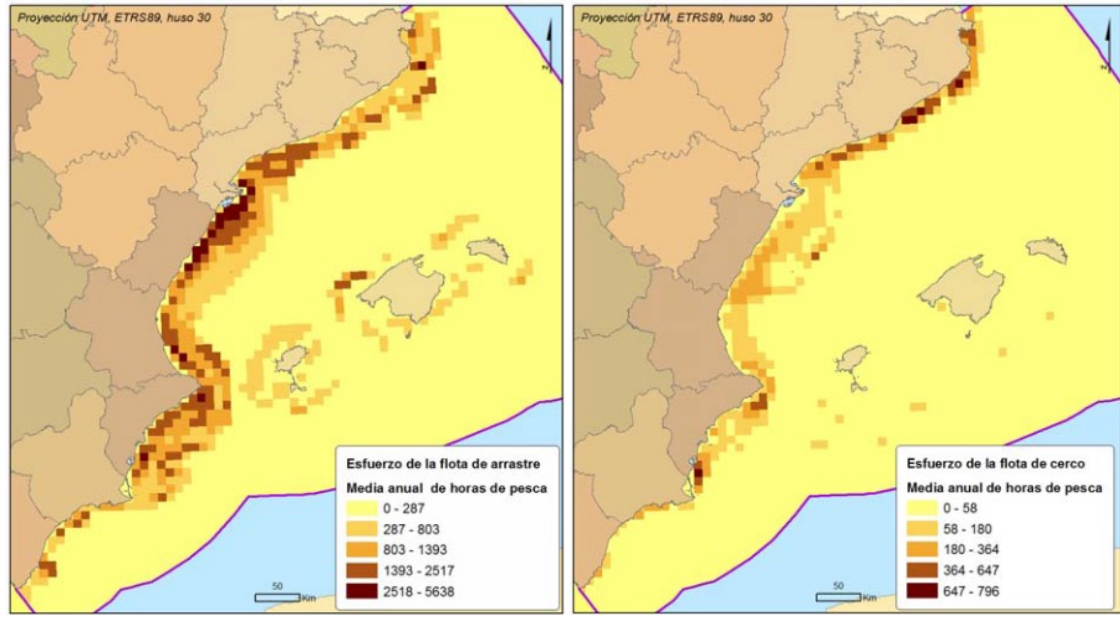 Proyección UTM, ETRS89, huso 30
N
Esfuerzo de la flota de arrastre
Media anual de horas de pesca
0 - 287
287 - 803
803 - 1393
1393 - 2517
2518 - 5638
50
Km
Proyección UTM, ETRS89, huso 30
N
Esfuerzo de la flota de cerco
Media anual de horas de pesca
0 - 58
58 - 180
180 - 364
364 - 647
647 - 796
50
Km